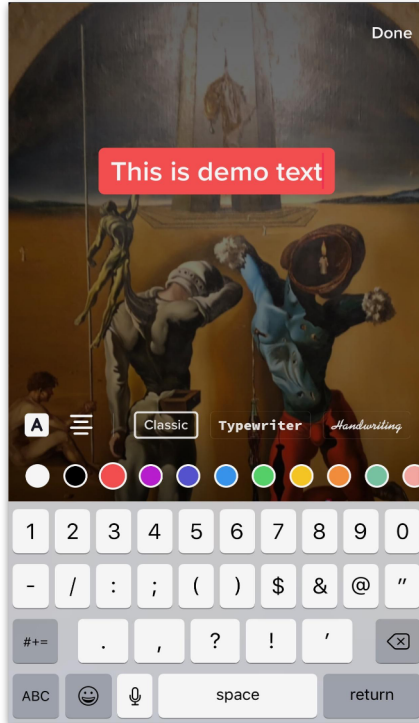 Done
This is demo text
A
Classic Typewriter Handwriting
1 2 3 4 5 6 7 8 9 0
- / : ; ( ) $ & @ "
#+= . , ? ! '
ABC space return